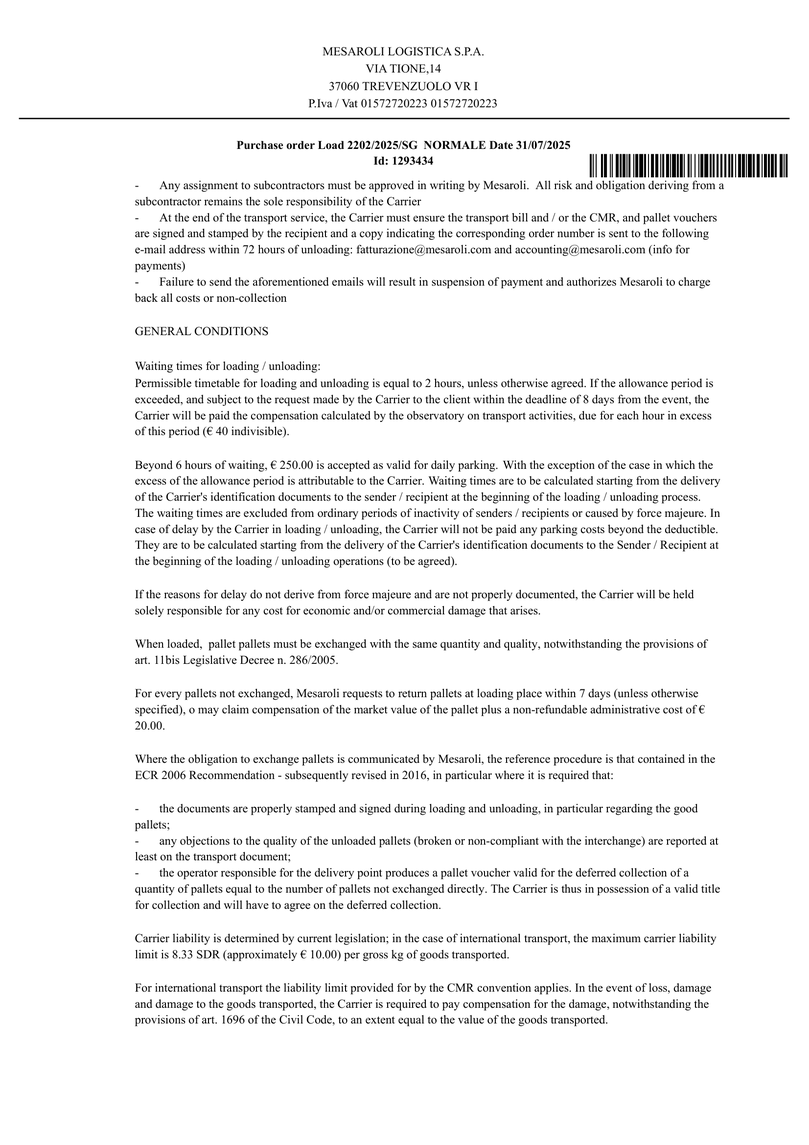 MESAROLI LOGISTICA S.P.A.
VIA TIONE,14
37060 TREVENZUOLO VR I
P.Iva / Vat 01572720223 01572720223
Purchase order Load 2202/2025/SG  NORMALE Date 31/07/2025
Id: 1293434
- Any assignment to subcontractors must be approved in writing by Mesaroli.  All risk and obligation deriving from a
subcontractor remains the sole responsibility of the Carrier
- At the end of the transport service, the Carrier must ensure the transport bill and / or the CMR, and pallet vouchers
are signed and stamped by the recipient and a copy indicating the corresponding order number is sent to the following
e-mail address within 72 hours of unloading: fatturazione@mesaroli.com and accounting@mesaroli.com (info for
payments)
- Failure to send the aforementioned emails will result in suspension of payment and authorizes Mesaroli to charge
back all costs or non-collection
GENERAL CONDITIONS
Waiting times for loading / unloading:
Permissible timetable for loading and unloading is equal to 2 hours, unless otherwise agreed. If the allowance period is
exceeded, and subject to the request made by the Carrier to the client within the deadline of 8 days from the event, the
Carrier will be paid the compensation calculated by the observatory on transport activities, due for each hour in excess
of this period (€ 40 indivisible).
Beyond 6 hours of waiting, € 250.00 is accepted as valid for daily parking.  With the exception of the case in which the
excess of the allowance period is attributable to the Carrier. Waiting times are to be calculated starting from the delivery
of the Carrier's identification documents to the sender / recipient at the beginning of the loading / unloading process.
The waiting times are excluded from ordinary periods of inactivity of senders / recipients or caused by force majeure. In
case of delay by the Carrier in loading / unloading, the Carrier will not be paid any parking costs beyond the deductible.
They are to be calculated starting from the delivery of the Carrier's identification documents to the Sender / Recipient at
the beginning of the loading / unloading operations (to be agreed).
If the reasons for delay do not derive from force majeure and are not properly documented, the Carrier will be held
solely responsible for any cost for economic and/or commercial damage that arises.
When loaded,  pallet pallets must be exchanged with the same quantity and quality, notwithstanding the provisions of
art. 11bis Legislative Decree n. 286/2005.
For every pallets not exchanged, Mesaroli requests to return pallets at loading place within 7 days (unless otherwise
specified), o may claim compensation of the market value of the pallet plus a non-refundable administrative cost of €
20.00.
Where the obligation to exchange pallets is communicated by Mesaroli, the reference procedure is that contained in the
ECR 2006 Recommendation - subsequently revised in 2016, in particular where it is required that:
- the documents are properly stamped and signed during loading and unloading, in particular regarding the good
pallets;
- any objections to the quality of the unloaded pallets (broken or non-compliant with the interchange) are reported at
least on the transport document;
- the operator responsible for the delivery point produces a pallet voucher valid for the deferred collection of a
quantity of pallets equal to the number of pallets not exchanged directly. The Carrier is thus in possession of a valid title
for collection and will have to agree on the deferred collection.
Carrier liability is determined by current legislation; in the case of international transport, the maximum carrier liability
limit is 8.33 SDR (approximately € 10.00) per gross kg of goods transported.
For international transport the liability limit provided for by the CMR convention applies. In the event of loss, damage
and damage to the goods transported, the Carrier is required to pay compensation for the damage, notwithstanding the
provisions of art. 1696 of the Civil Code, to an extent equal to the value of the goods transported.